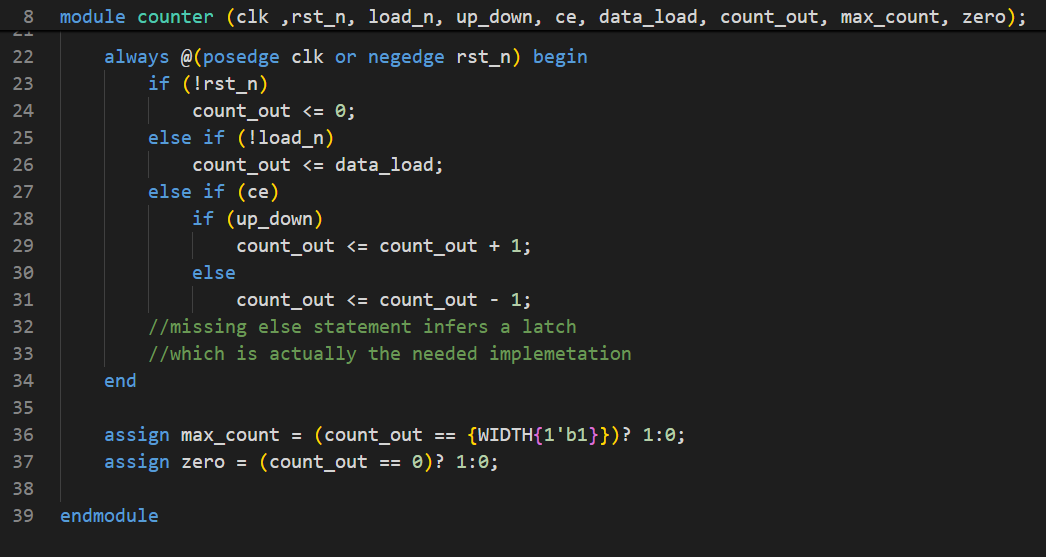 8 module counter (clk ,rst_n, load_n, up_down, ce, data_load, count_out, max_count, zero);
21
22 always @(posedge clk or negedge rst_n) begin
23 if (!rst_n)
24 count_out <= 0;
25 else if (!load_n)
26 count_out <= data_load;
27 else if (ce)
28 if (up_down)
29 count_out <= count_out + 1;
30 else
31 count_out <= count_out - 1;
32 //missing else statement infers a latch
33 //which is actually the needed implemetation
34 end
35
36 assign max_count = (count_out == {WIDTH{1'b1}})? 1:0;
37 assign zero = (count_out == 0)? 1:0;
38
39 endmodule